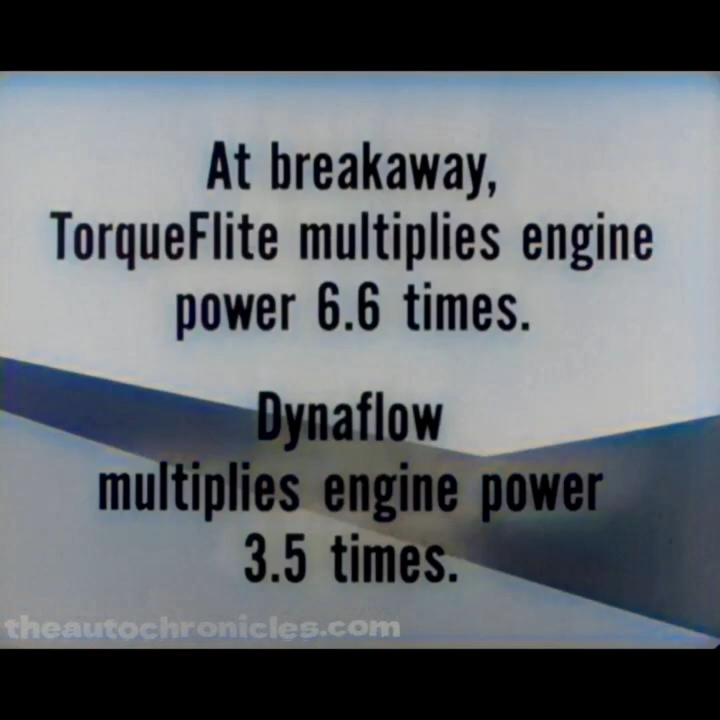 At breakaway,
TorqueFlite multiplies engine
power 6.6 times.
Dynaflow
multiplies engine power
3.5 times.
theautochronicles.com